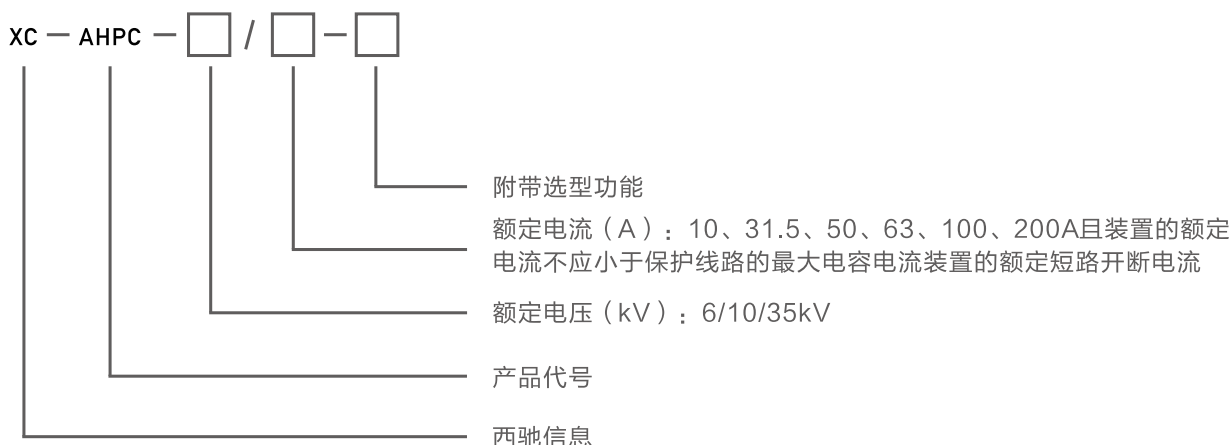 XC — AHPC — □ / □ — □
附带选型功能
额定电流（A）：10、31.5、50、63、100、200A且装置的额定
电流不应小于保护线路的最大电容电流装置的额定短路开断电流
额定电压（kV）：6/10/35kV
产品代号
西驰信息